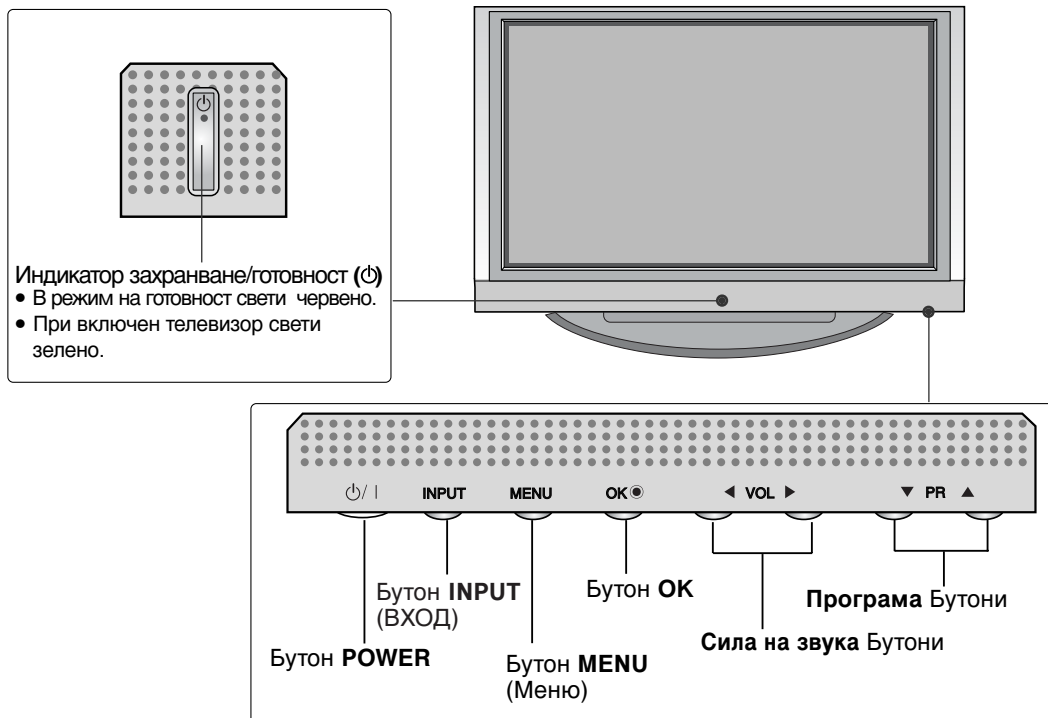 Индикатор захранване/готовност (⏻)
● В режим на готовност свети червено.
● При включен телевизор свети
зелено.
⏻/ I INPUT MENU OK◉ ◀ VOL ▶ ▼ PR ▲
Бутон POWER
Бутон INPUT
(ВХОД)
Бутон MENU
(Меню)
Бутон OK
Сила на звука Бутони
Програма Бутони